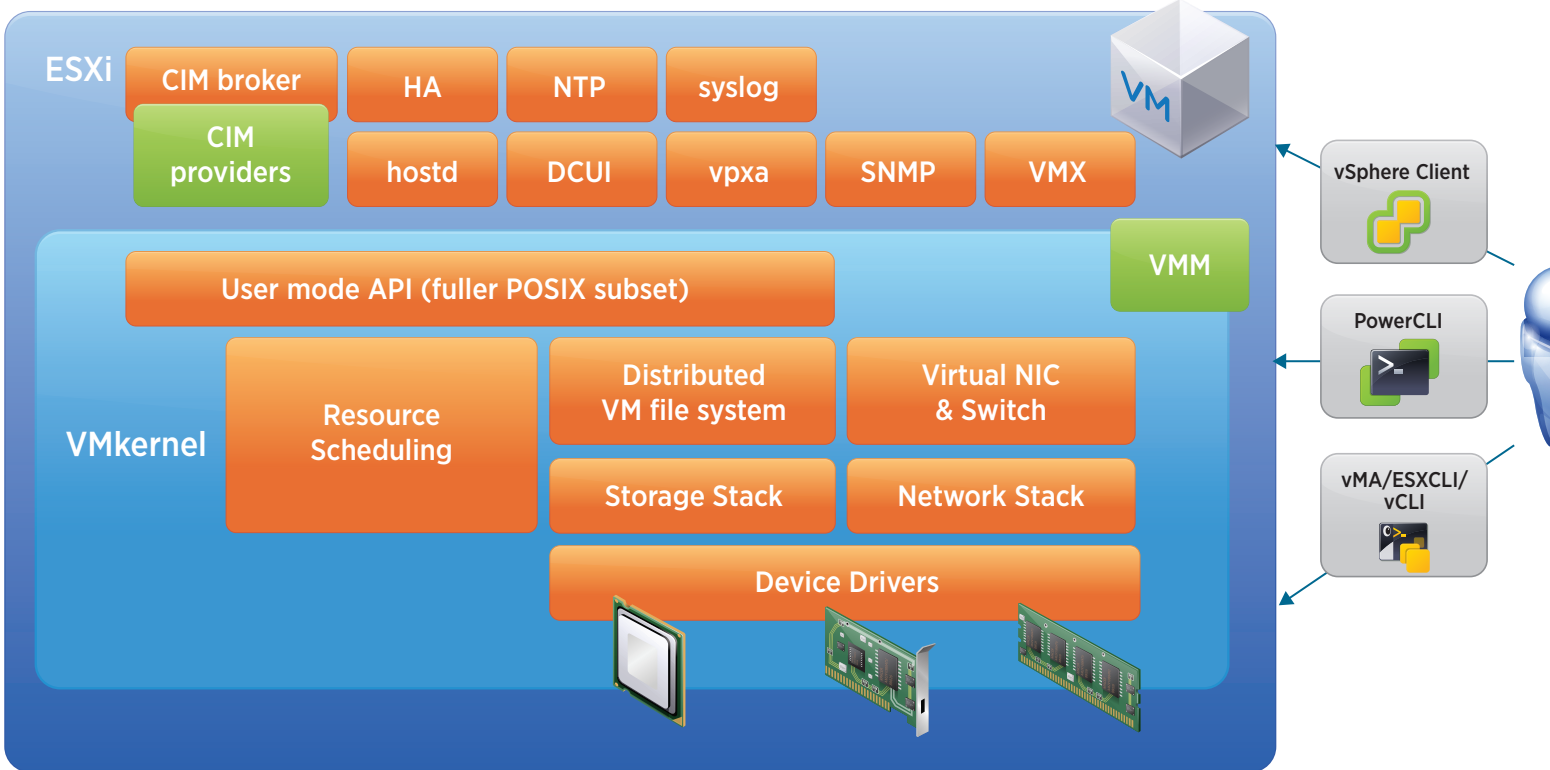 ESXi
CIM broker
HA
NTP
syslog
VM
CIM
providers
hostd
DCUI
vpxa
SNMP
VMX
vSphere Client
VMM
User mode API (fuller POSIX subset)
PowerCLI
>_
Resource
Scheduling
Distributed
VM file system
Virtual NIC
& Switch
VMkernel
Storage Stack
Network Stack
vMA/ESXCLI/
vCLI
>_
Device Drivers